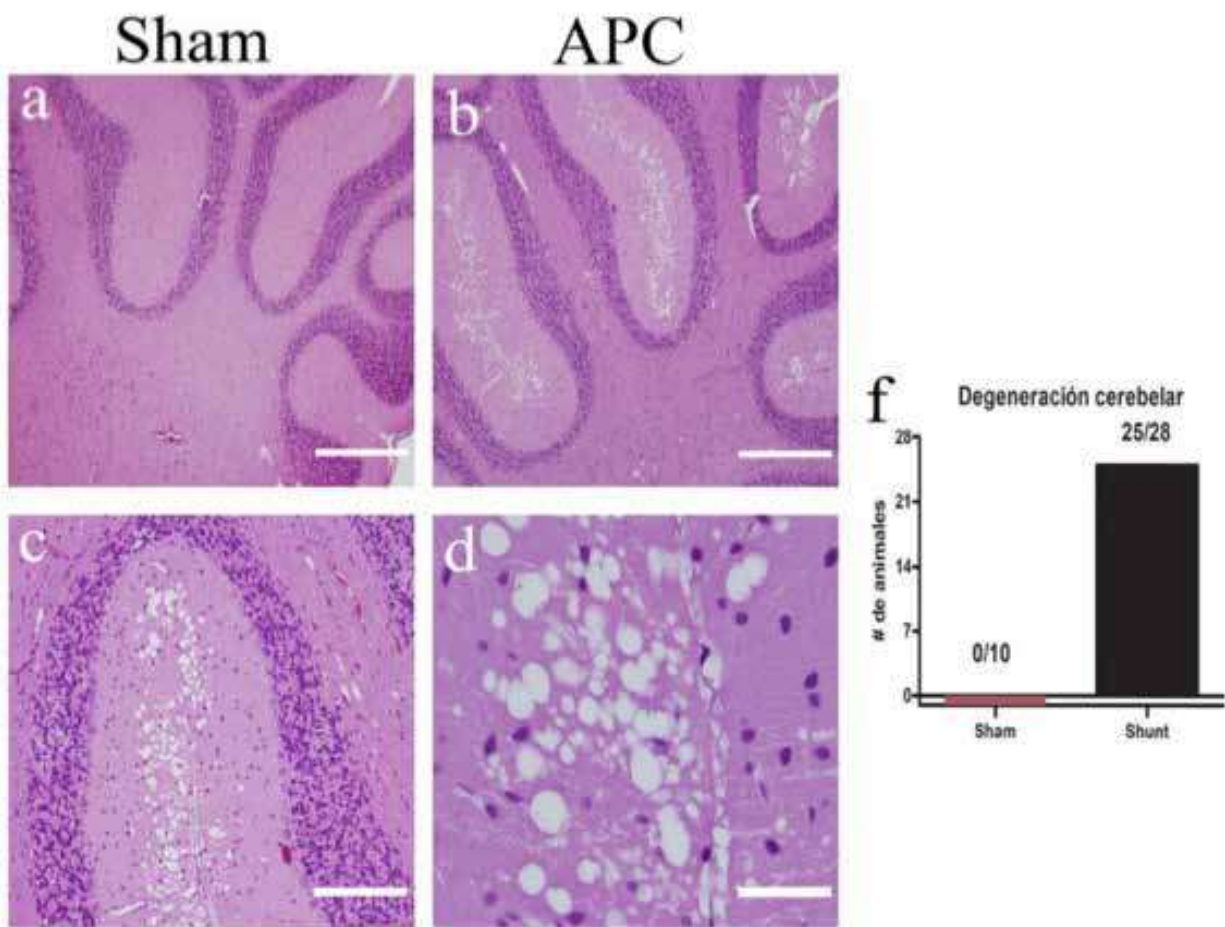 Sham
APC
a
b
c
d
f
Degeneración cerebelar
25/28
28
21
14
7
0
# de animales
0/10
Sham
Shunt